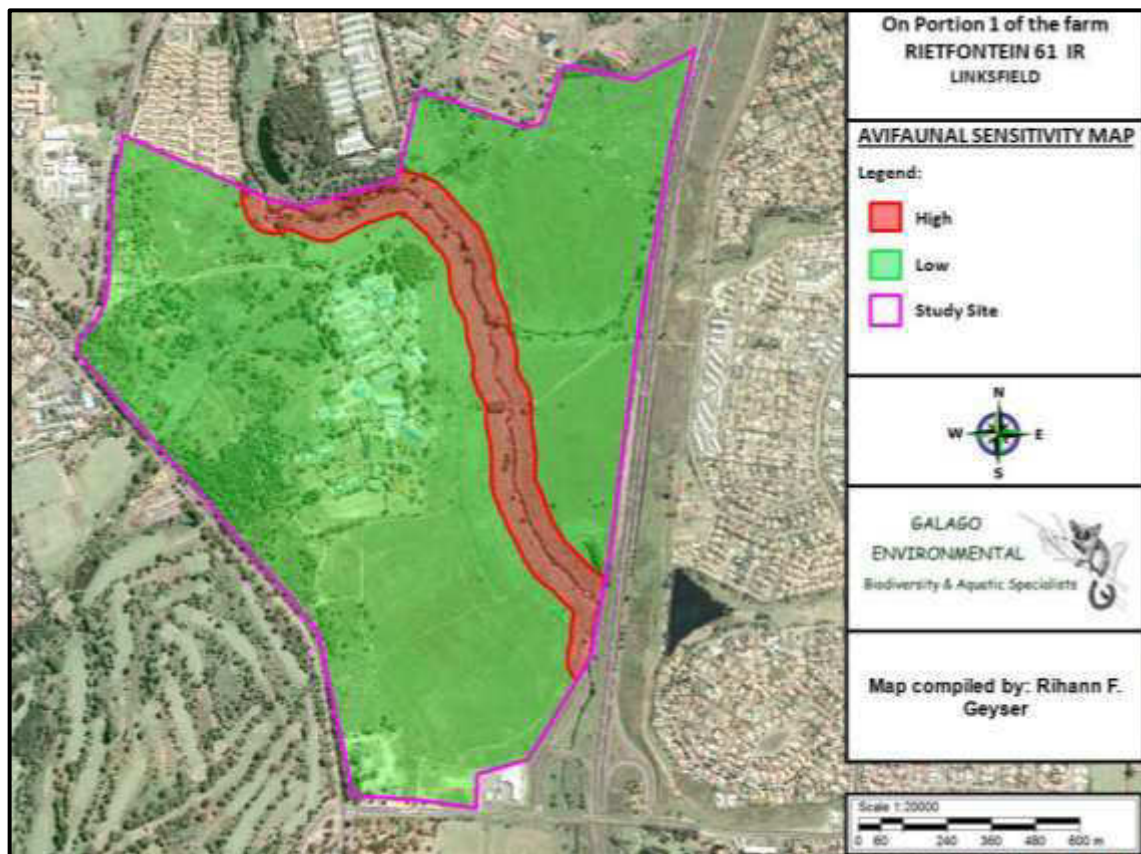 On Portion 1 of the farm
RIETFONTEIN 61 IR
LINKSFIELD
AVIFAUNAL SENSITIVITY MAP
Legend:
High
Low
Study Site
N
W E
S
GALAGO
ENVIRONMENTAL
Biodiversity & Aquatic Specialists
Map compiled by: Rihann F.
Geyser
Scale 1:20000
0 60 240 360 480 600 m